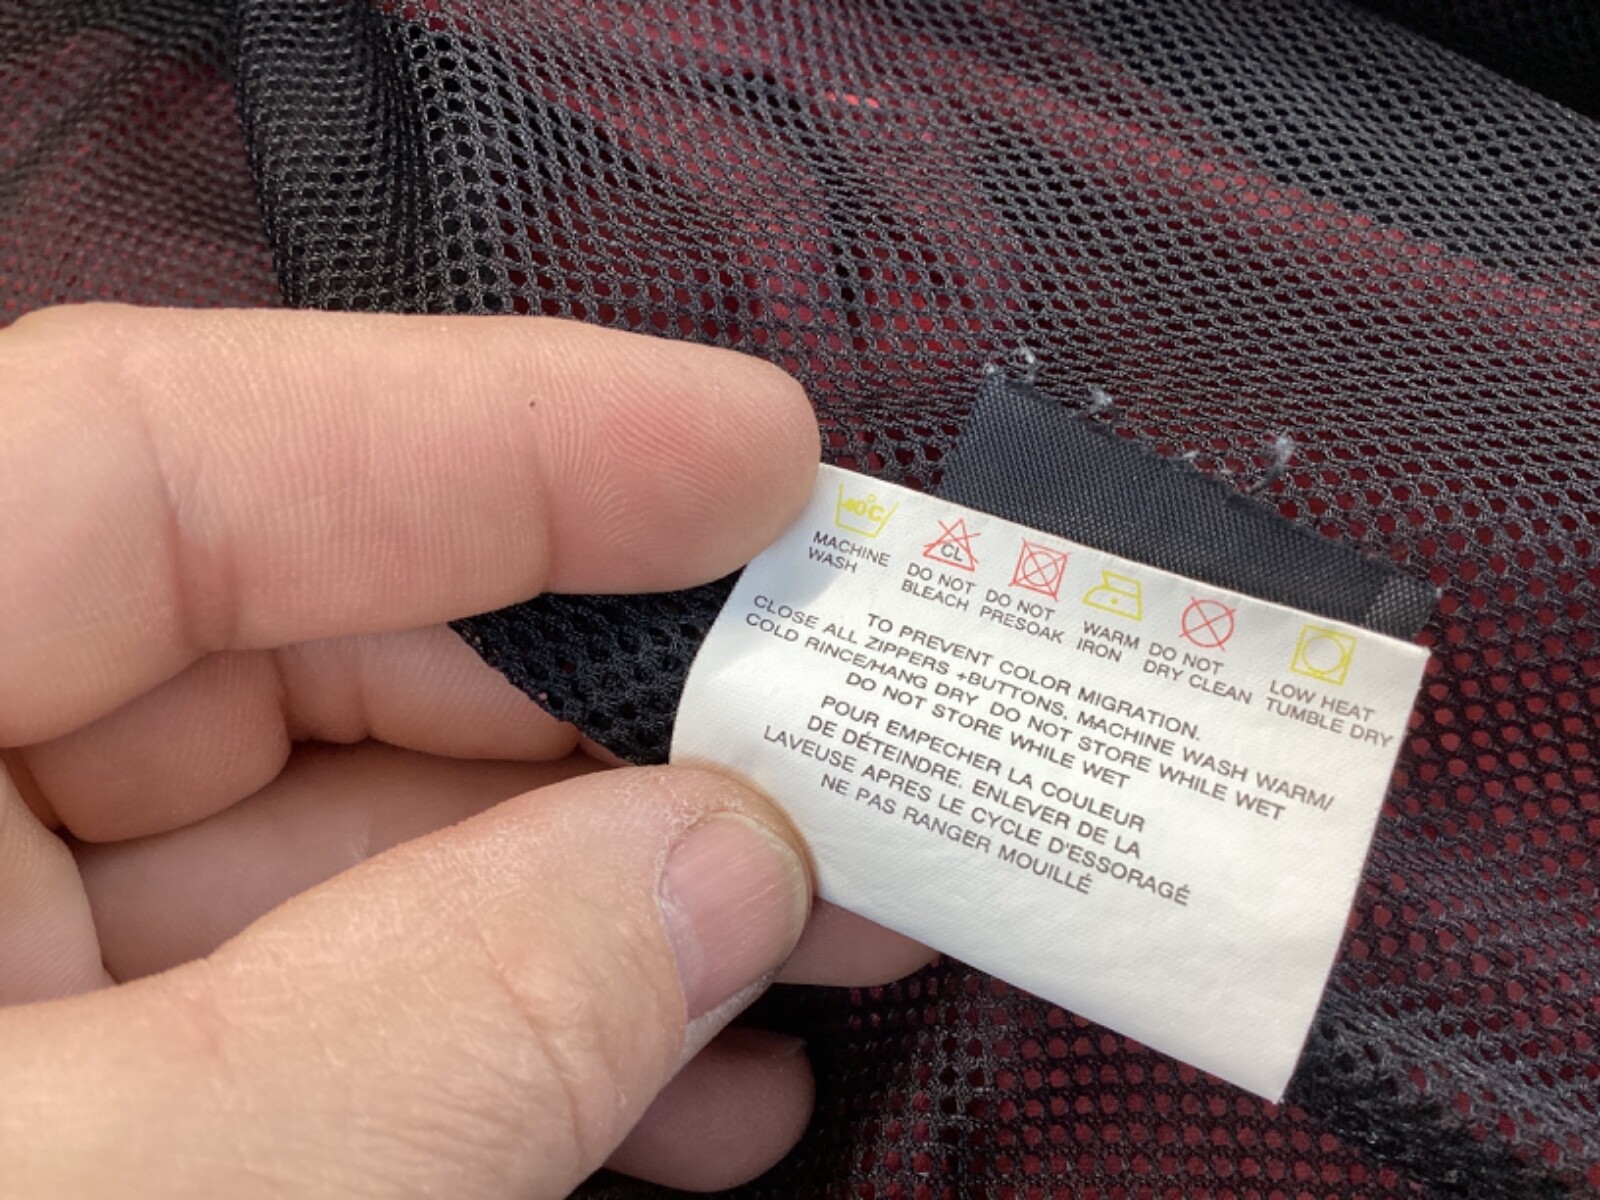 40°C
MACHINE
WASH
CL
DO NOT
BLEACH
DO NOT
PRESOAK
WARM
IRON
DO NOT
DRY CLEAN
LOW HEAT
TUMBLE DRY
TO PREVENT COLOR MIGRATION.
CLOSE ALL ZIPPERS +BUTTONS, MACHINE WASH WARM/
COLD RINCE/HANG DRY DO NOT STORE WHILE WET
DO NOT STORE WHILE WET
POUR EMPECHER LA COULEUR
DE DÉTEINDRE. ENLEVER DE LA
LAVEUSE APRES LE CYCLE D'ESSORAGÉ
NE PAS RANGER MOUILLÉ